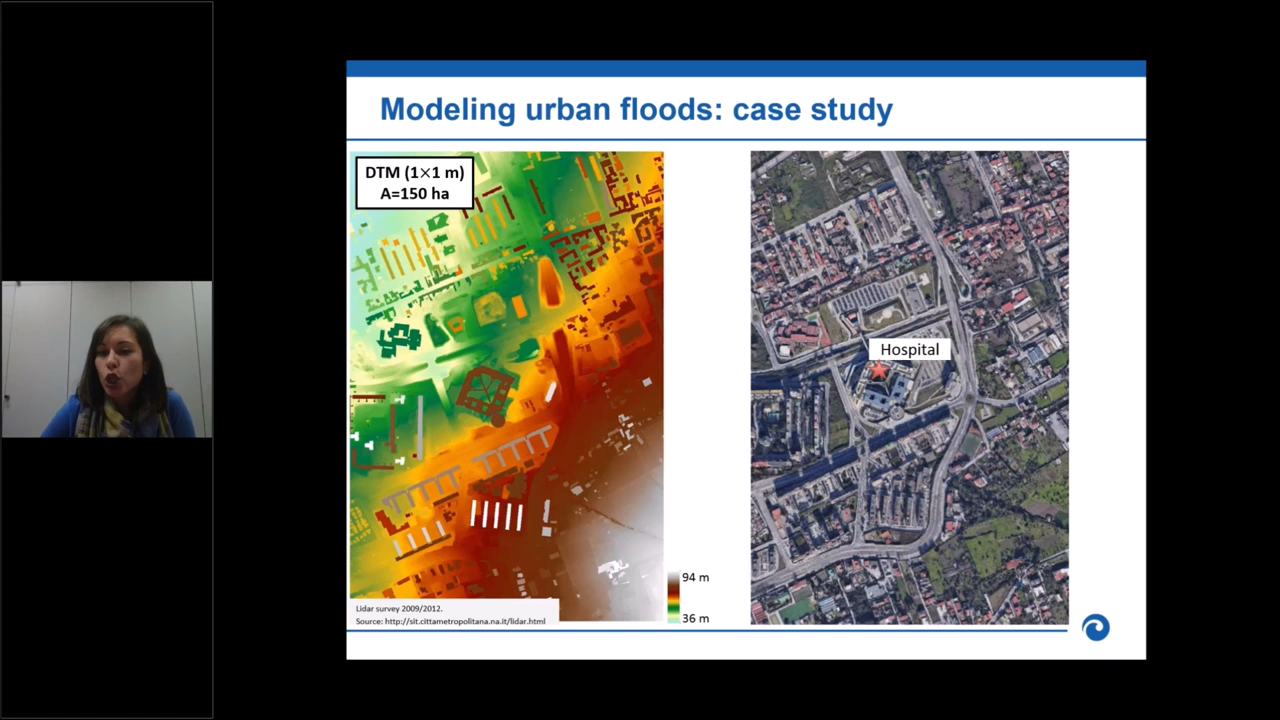 Modeling urban floods: case study
DTM (1×1 m)
A=150 ha
Hospital
94 m
36 m
Lidar survey 2009/2012.
Source: http://sit.cittametropolitana.na.it/lidar.html